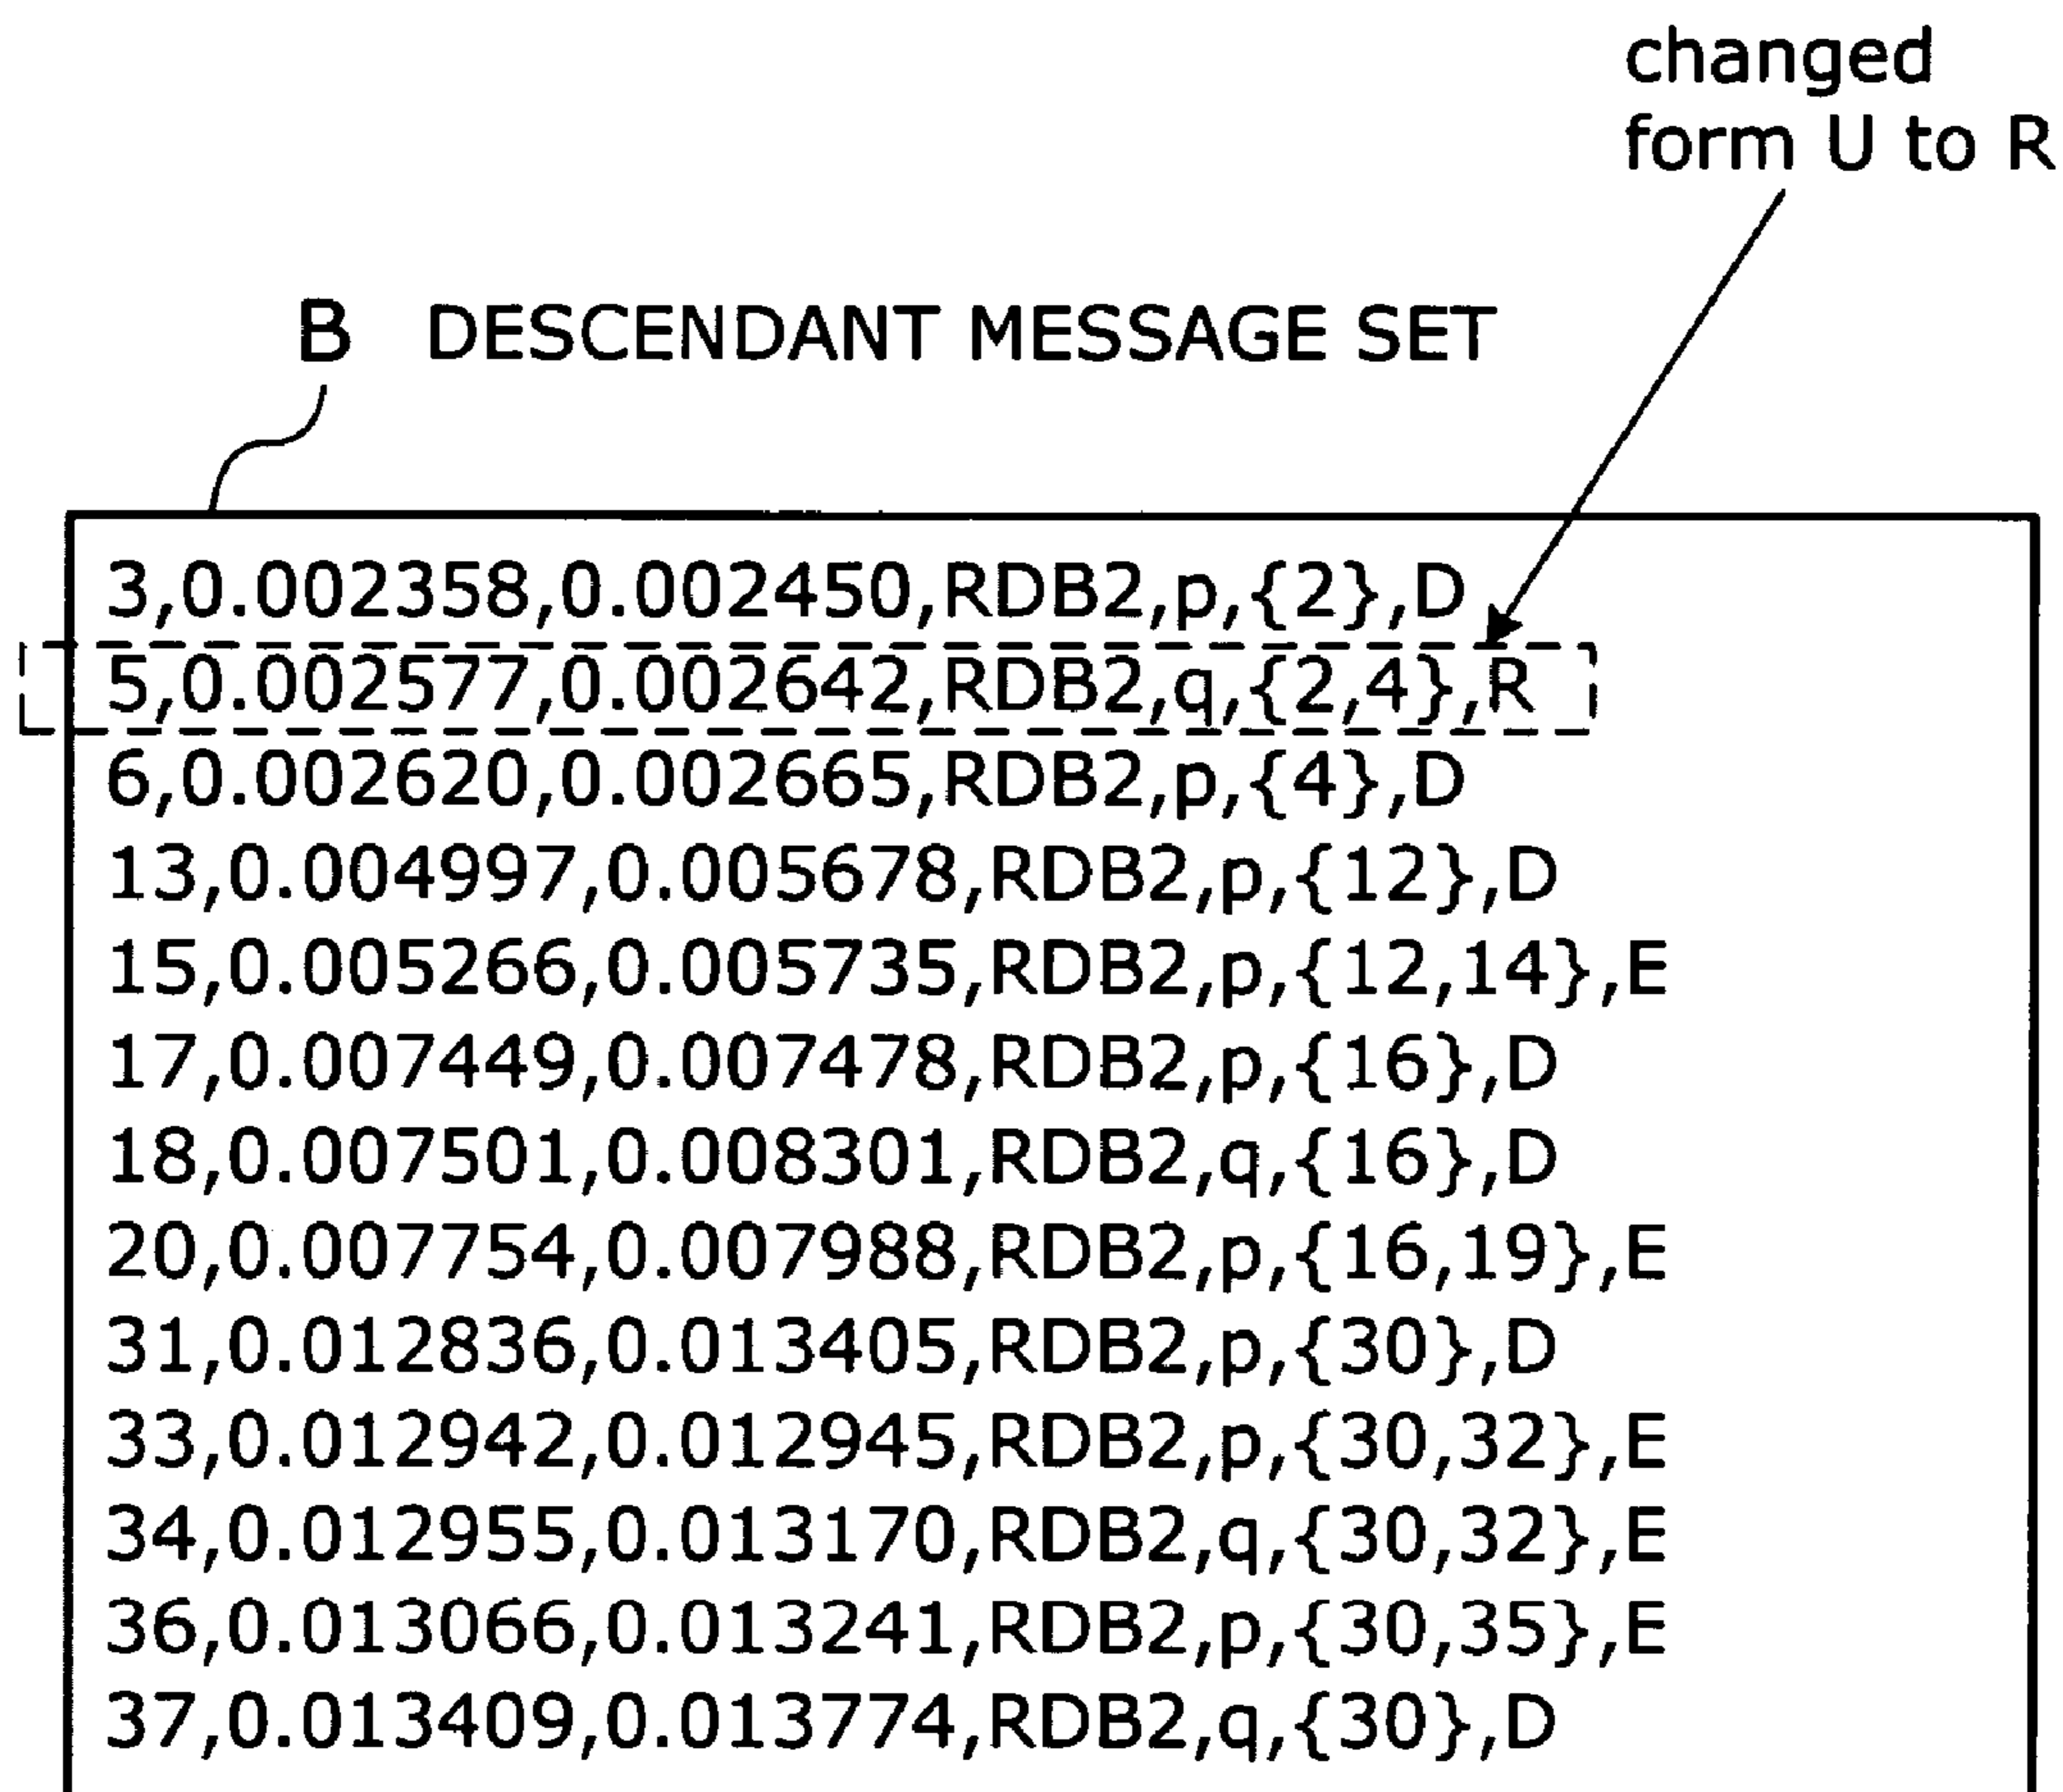 changed
form U to R
B DESCENDANT MESSAGE SET
3,0.002358,0.002450,RDB2,p,{2},D
5,0.002577,0.002642,RDB2,q,{2,4},R
6,0.002620,0.002665,RDB2,p,{4},D
13,0.004997,0.005678,RDB2,p,{12},D
15,0.005266,0.005735,RDB2,p,{12,14},E
17,0.007449,0.007478,RDB2,p,{16},D
18,0.007501,0.008301,RDB2,q,{16},D
20,0.007754,0.007988,RDB2,p,{16,19},E
31,0.012836,0.013405,RDB2,p,{30},D
33,0.012942,0.012945,RDB2,p,{30,32},E
34,0.012955,0.013170,RDB2,q,{30,32},E
36,0.013066,0.013241,RDB2,p,{30,35},E
37,0.013409,0.013774,RDB2,q,{30},D